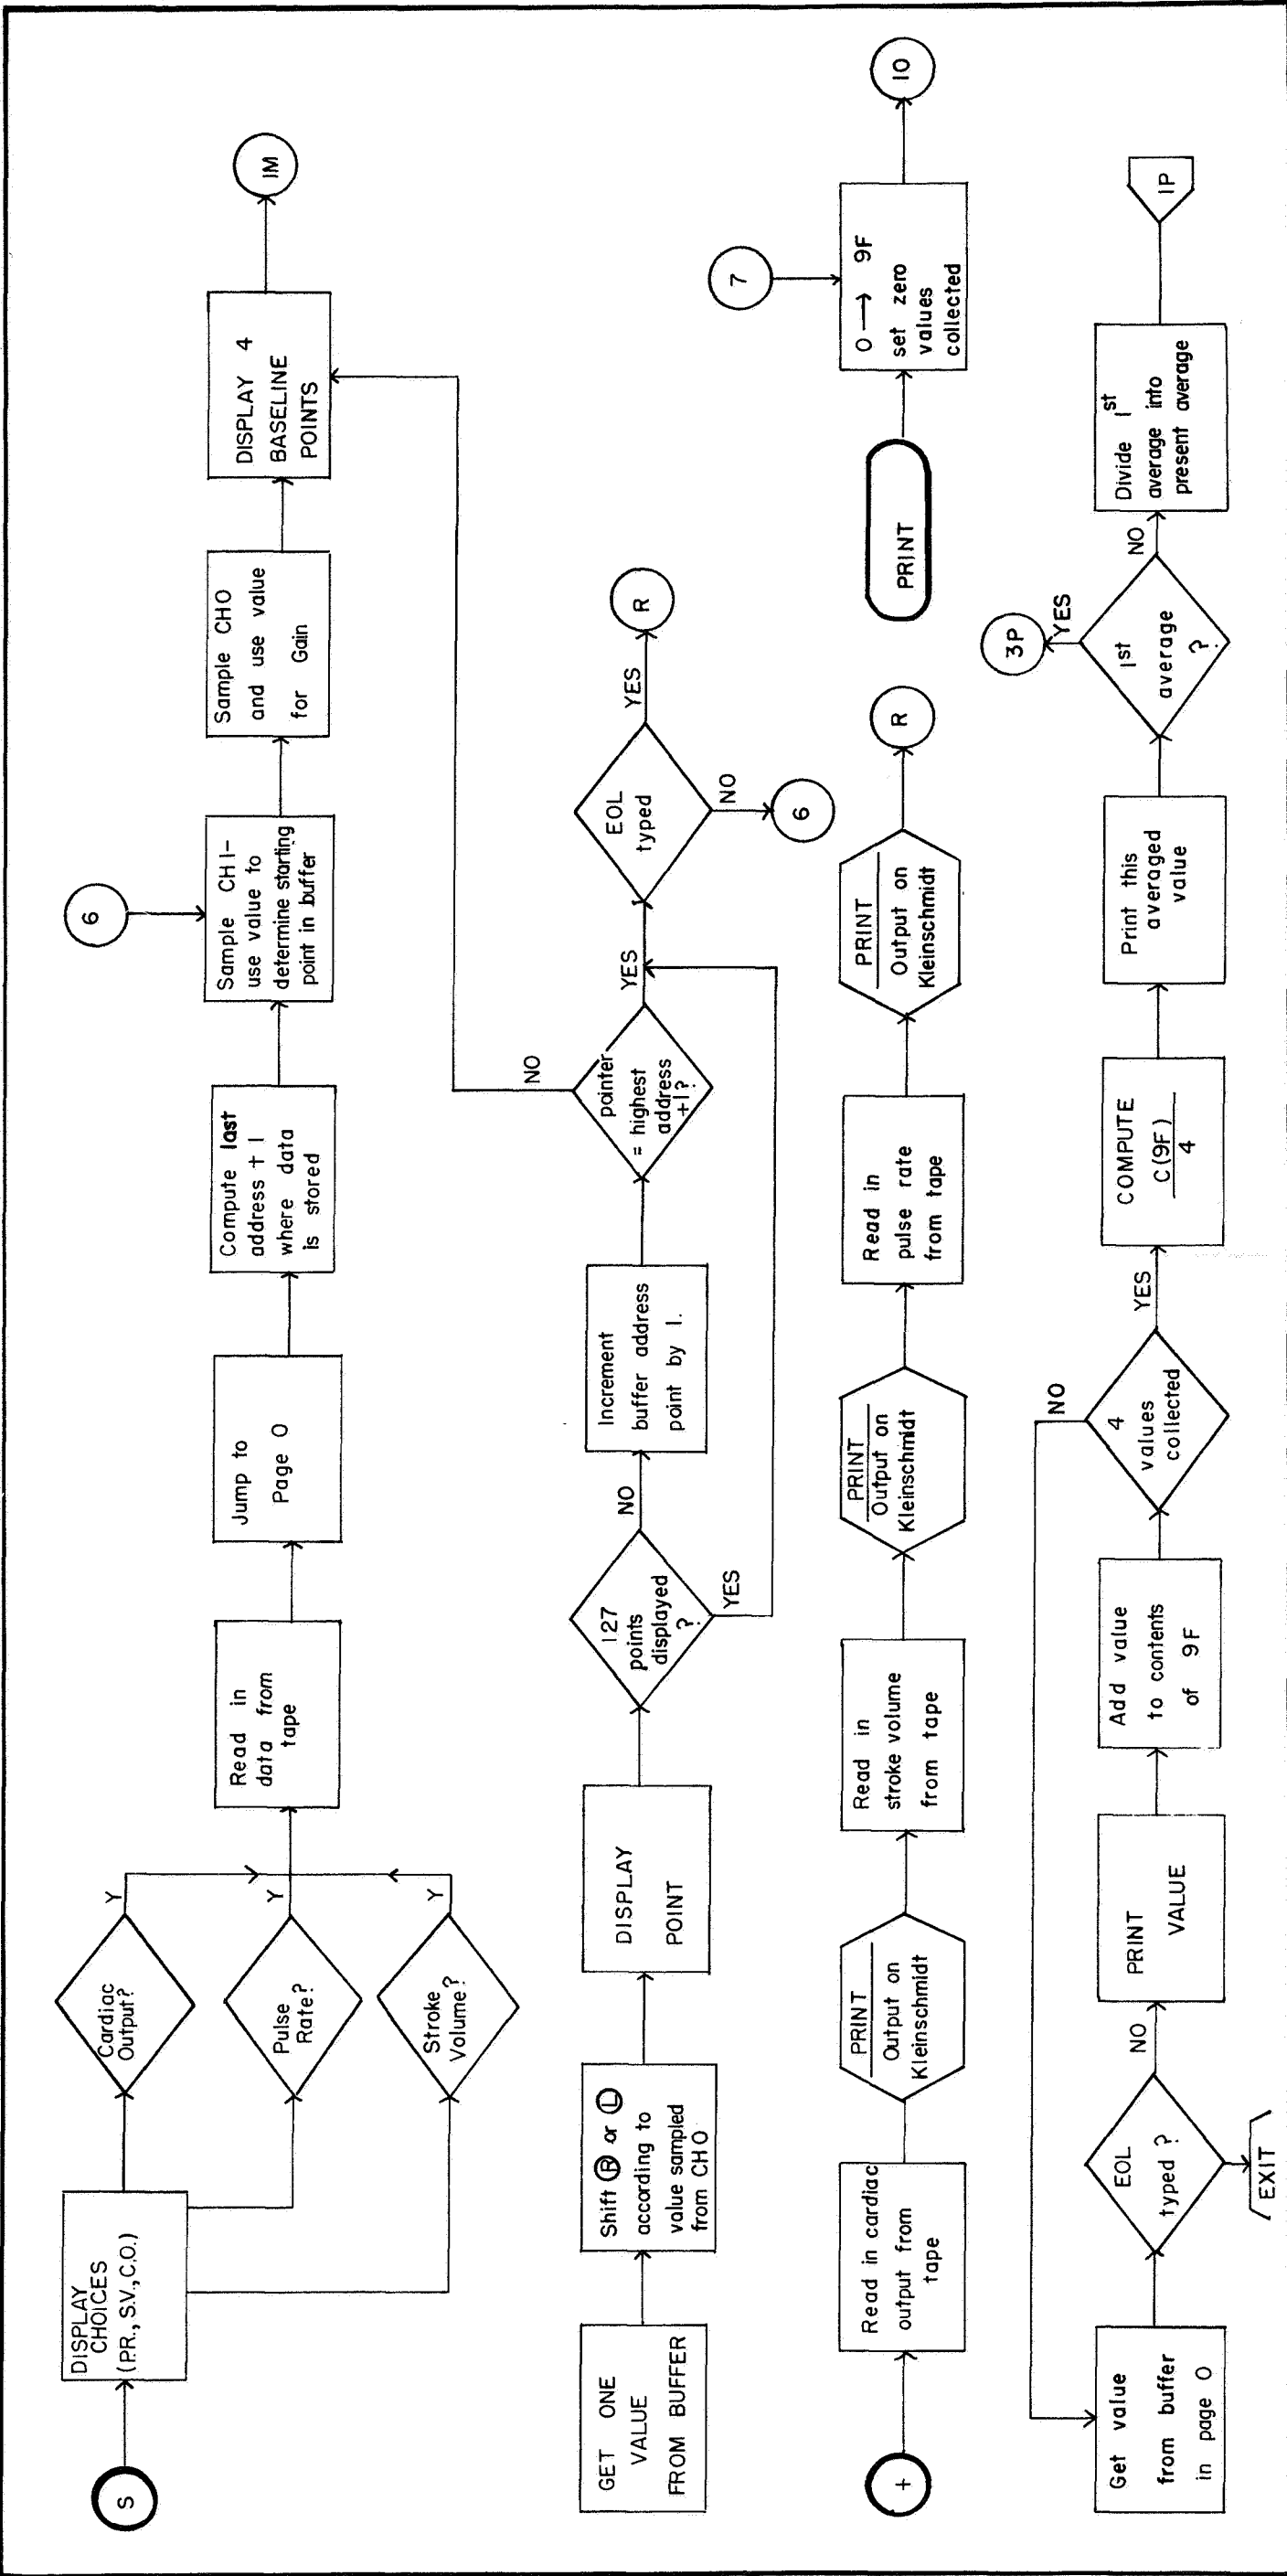 S
DISPLAY
CHOICES
(P.R., S.V., C.O.)
Cardiac
Output?
Y
Pulse
Rate?
Y
Stroke
Volume?
Y
Read in
data from
tape
Jump to
Page 0
Compute last
address + 1
where data
is stored
6
Sample CH1-
use value to
determine starting
point in buffer
Sample CHO
and use value
for Gain
DISPLAY 4
BASELINE
POINTS
1M
GET ONE
VALUE
FROM BUFFER
Shift R or L
according to
value sampled
from CHO
DISPLAY
POINT
127
points
displayed
?
NO
YES
Increment
buffer address
point by 1.
pointer
= highest
address
+1?
NO
YES
EOL
typed
YES
R
NO
6
+
Read in cardiac
output from
tape
PRINT
Output on
Kleinschmidt
Read in
stroke volume
from tape
PRINT
Output on
Kleinschmidt
Read in
pulse rate
from tape
PRINT
Output on
Kleinschmidt
R
PRINT
7
0 → 9F
set zero
values
collected
10
Get value
from buffer
in page 0
EOL
typed ?
EXIT
NO
PRINT
VALUE
Add value
to contents
of 9F
4
values
collected
NO
YES
COMPUTE
C(9F)
4
Print this
averaged
value
1st
average
?
YES
3P
NO
Divide 1st
average into
present average
1P